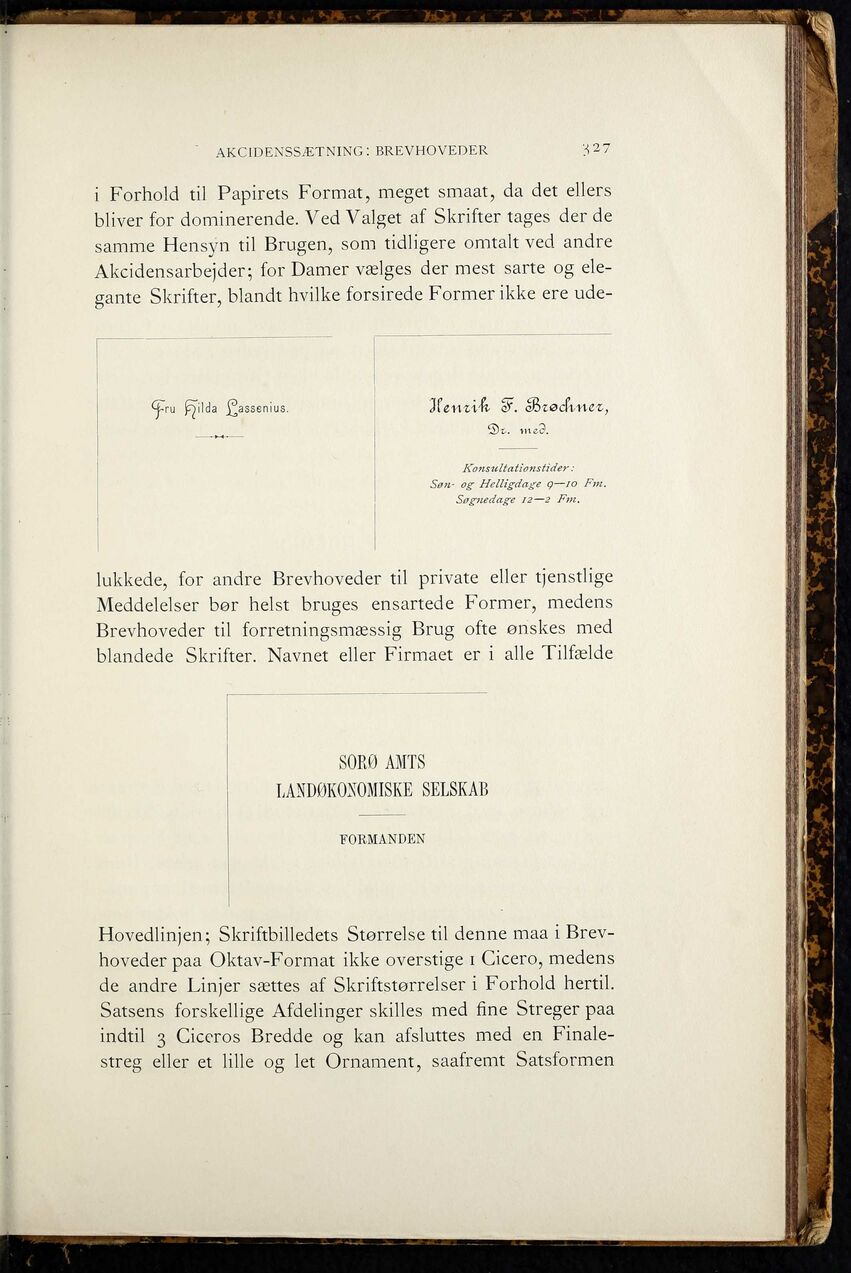 AKCIDENSSÆTNING: BREVHOVEDER 327
i Forhold til Papirets Format, meget smaat, da det ellers
bliver for dominerende. Ved Valget af Skrifter tages der de
samme Hensyn til Brugen, som tidligere omtalt ved andre
Akcidensarbejder; for Damer vælges der mest sarte og ele-
gante Skrifter, blandt hvilke forsirede Former ikke ere ude-
Fru Hilda Lassenius.
Henrik F. Brøchner,
Dr. med.
Konsultationstider:
Søn- og Helligdage 9—10 Fm.
Søgnedage 12—2 Fm.
lukkede, for andre Brevhoveder til private eller tjenstlige
Meddelelser bør helst bruges ensartede Former, medens
Brevhoveder til forretningsmæssig Brug ofte ønskes med
blandede Skrifter. Navnet eller Firmaet er i alle Tilfælde
SORØ AMTS
LANDØKONOMISKE SELSKAB
FORMANDEN
Hovedlinjen; Skriftbilledets Størrelse til denne maa i Brev-
hoveder paa Oktav-Format ikke overstige 1 Cicero, medens
de andre Linjer sættes af Skriftstørrelser i Forhold hertil.
Satsens forskellige Afdelinger skilles med fine Streger paa
indtil 3 Ciceros Bredde og kan afsluttes med en Finale-
streg eller et lille og let Ornament, saafremt Satsformen